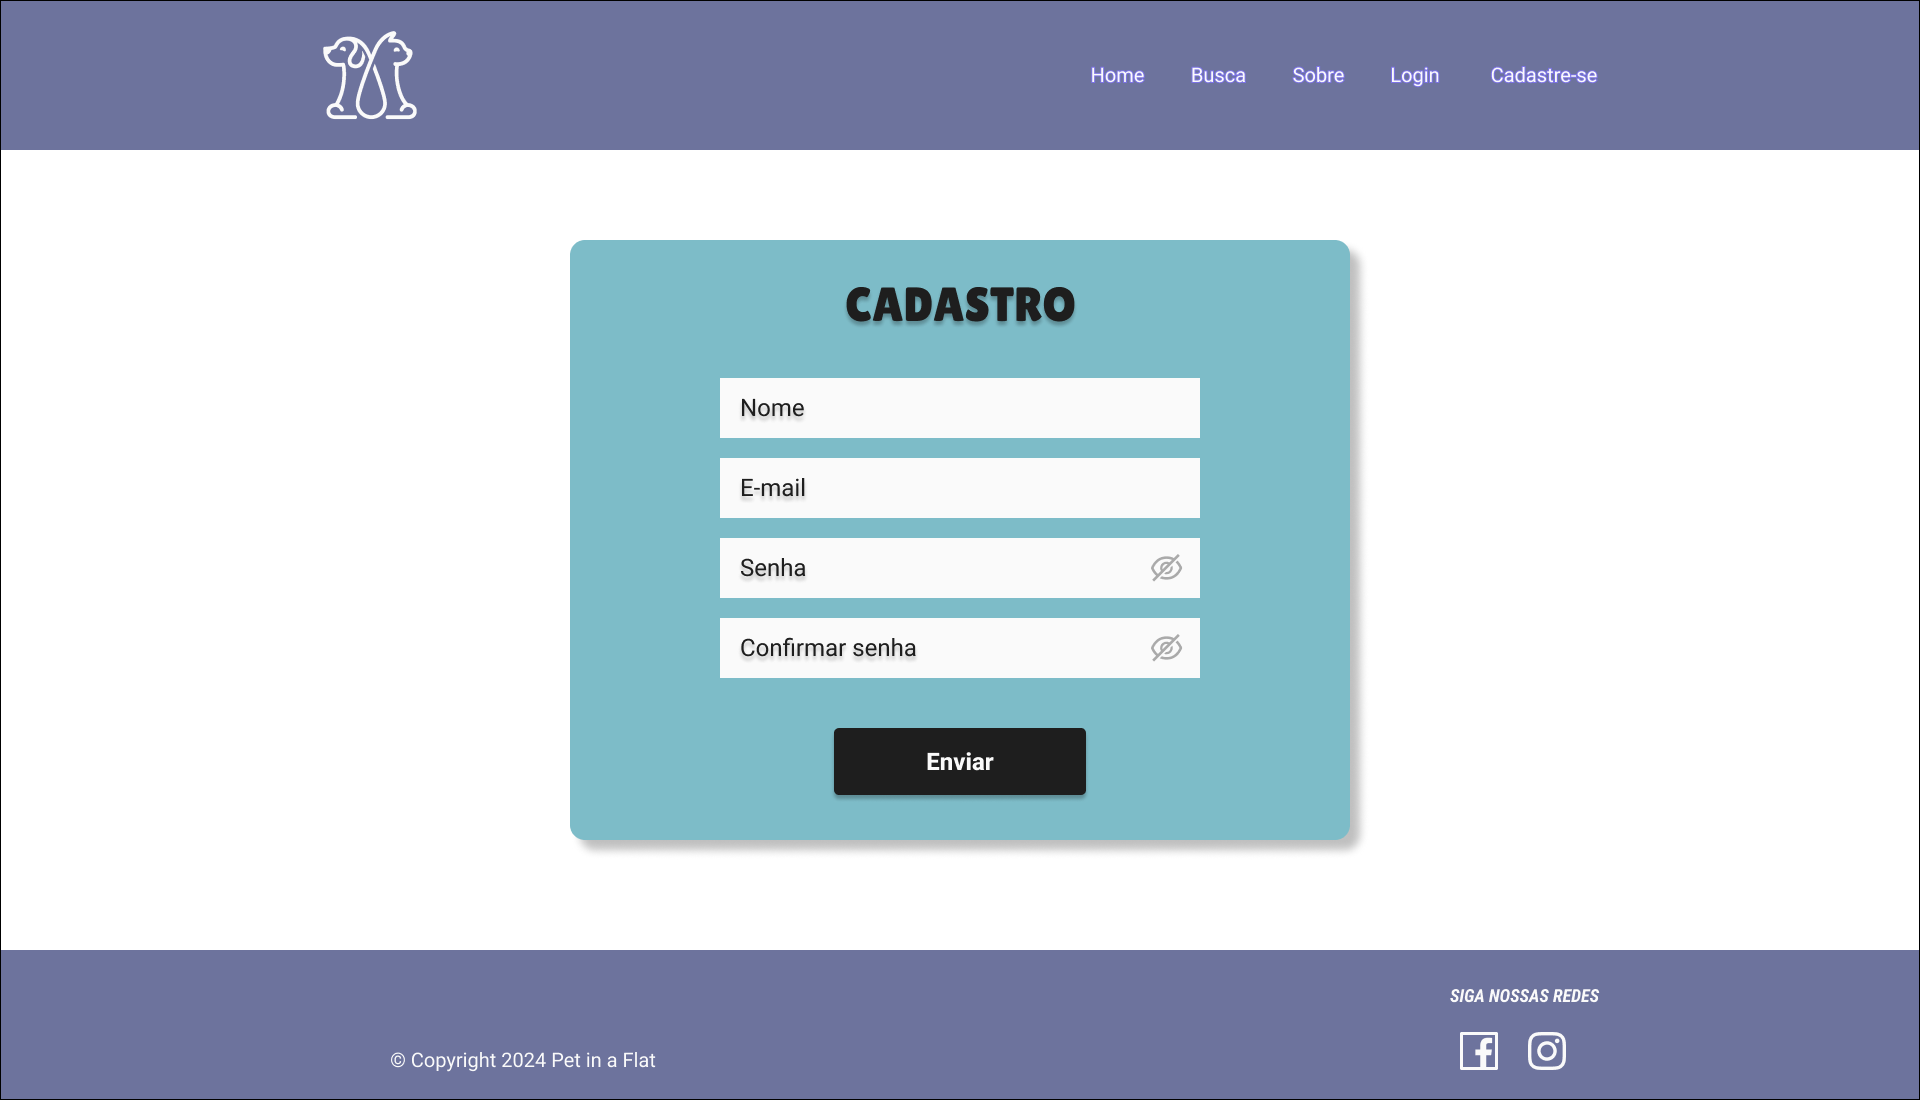 Home
Busca
Sobre
Login
Cadastre-se
CADASTRO
Nome
E-mail
Senha
Confirmar senha
Enviar
SIGA NOSSAS REDES
© Copyright 2024 Pet in a Flat